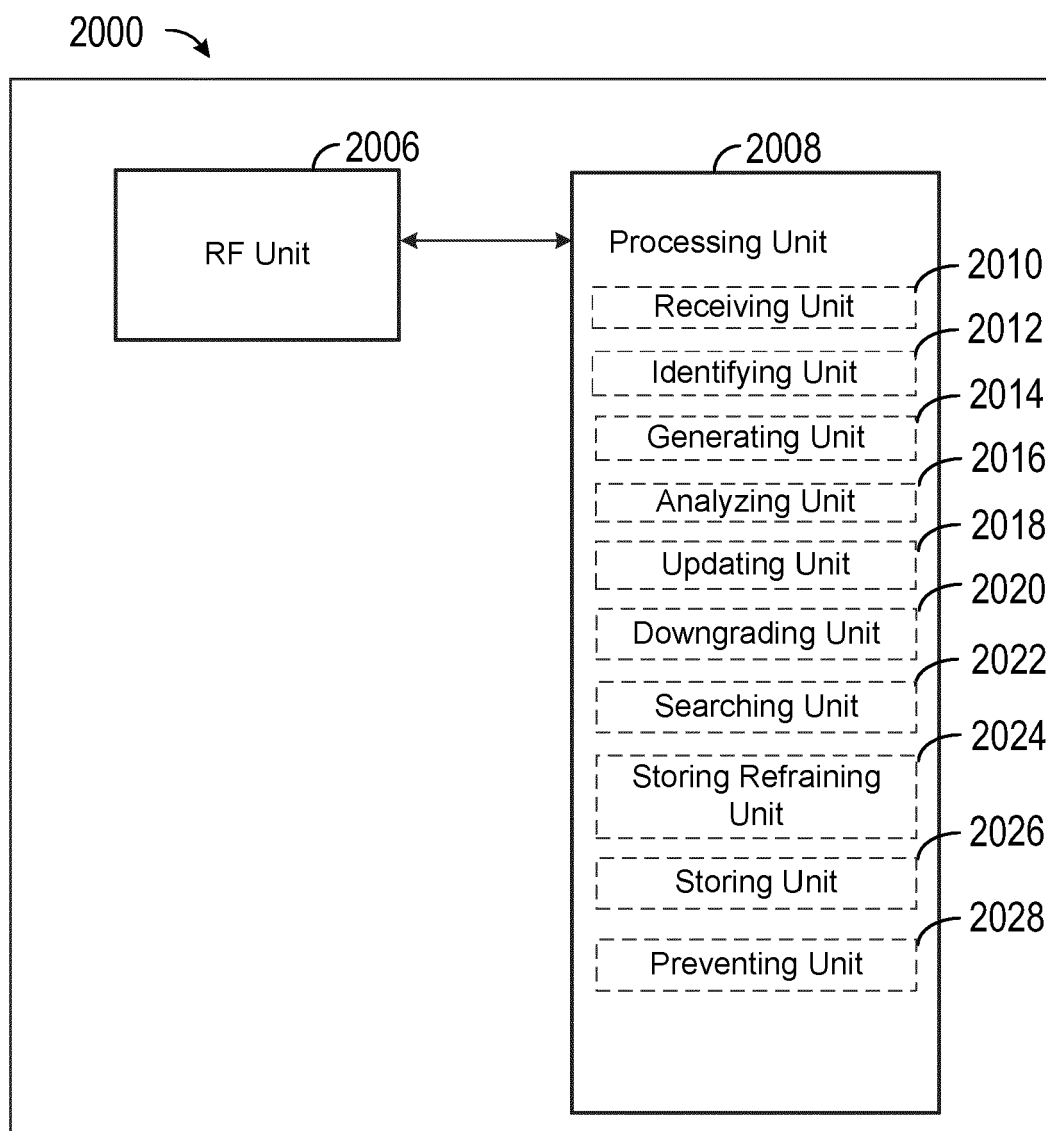 2000
2006
2008
RF Unit
Processing Unit
2010
Receiving Unit
2012
Identifying Unit
2014
Generating Unit
2016
Analyzing Unit
2018
Updating Unit
2020
Downgrading Unit
2022
Searching Unit
2024
Storing Refraining
Unit
2026
Storing Unit
2028
Preventing Unit